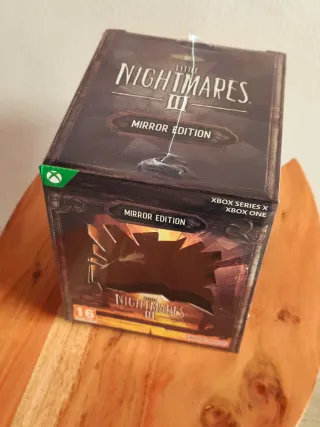 LITTLE
NIGHTMARES
III
MIRROR EDITION
XBOX SERIES X
XBOX ONE
MIRROR EDITION
NIGHTMARES
III
16